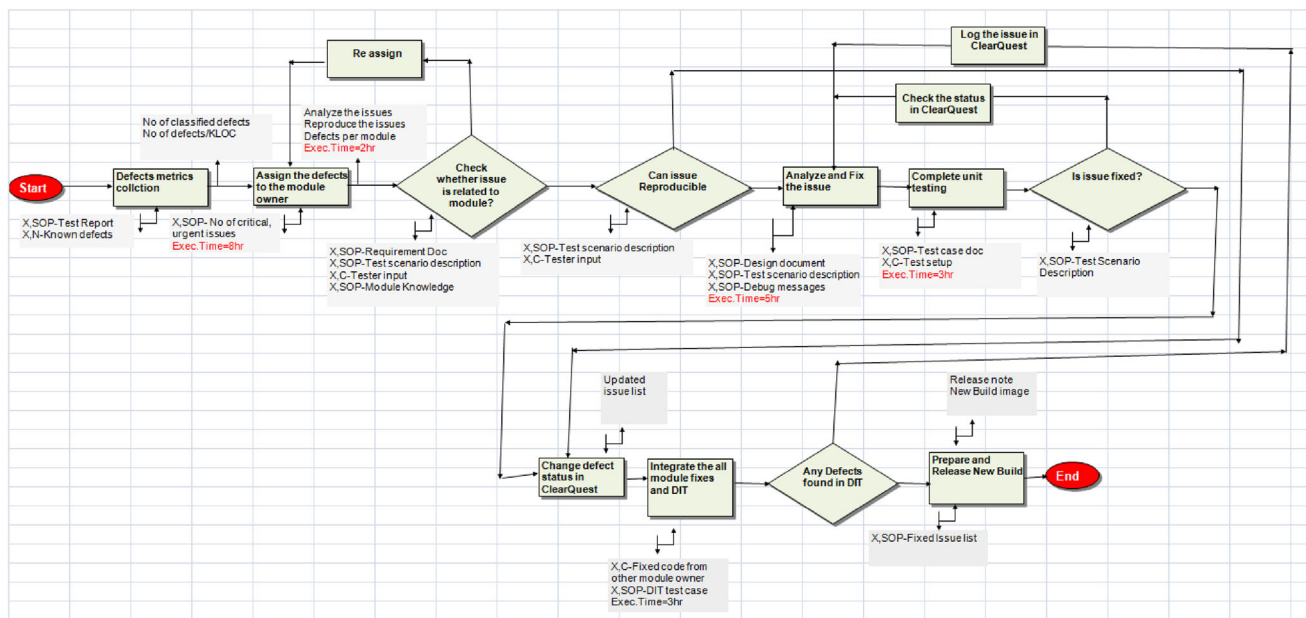 Log the issue in
ClearQuest
Re assign
Check the status
in ClearQuest
No of classified defects
No of defects/KLOC
Analyze the issues
Reproduce the issues
Defects per module
Exec.Time=2hr
Start
Defects metrics
collction
Assign the defects
to the module
owner
Check
whether issue
is related to
module?
Can issue
Reproducible
Analyze and Fix
the issue
Complete unit
testing
Is issue fixed?
X,SOP-Test Report
X,N-Known defects
X,SOP- No of critical,
urgent issues
Exec.Time=8hr
X,SOP-Requirement Doc
X,SOP-Test scenario description
X,C-Tester input
X,SOP-Module Knowledge
X,SOP-Test scenario description
X,C-Tester input
X,SOP-Design document
X,SOP-Test scenario description
X,SOP-Debug messages
Exec.Time=5hr
X,SOP-Test case doc
X,C-Test setup
Exec.Time=3hr
X,SOP-Test Scenario
Description
Updated
issue list
Release note
New Build image
Change defect
status in
ClearQuest
Integrate the all
module fixes
and DIT
Any Defects
found in DIT
Prepare and
Release New Build
End
X,SOP-Fixed Issue list
X,C-Fixed code from
other module owner
X,SOP-DIT test case
Exec.Time=3hr